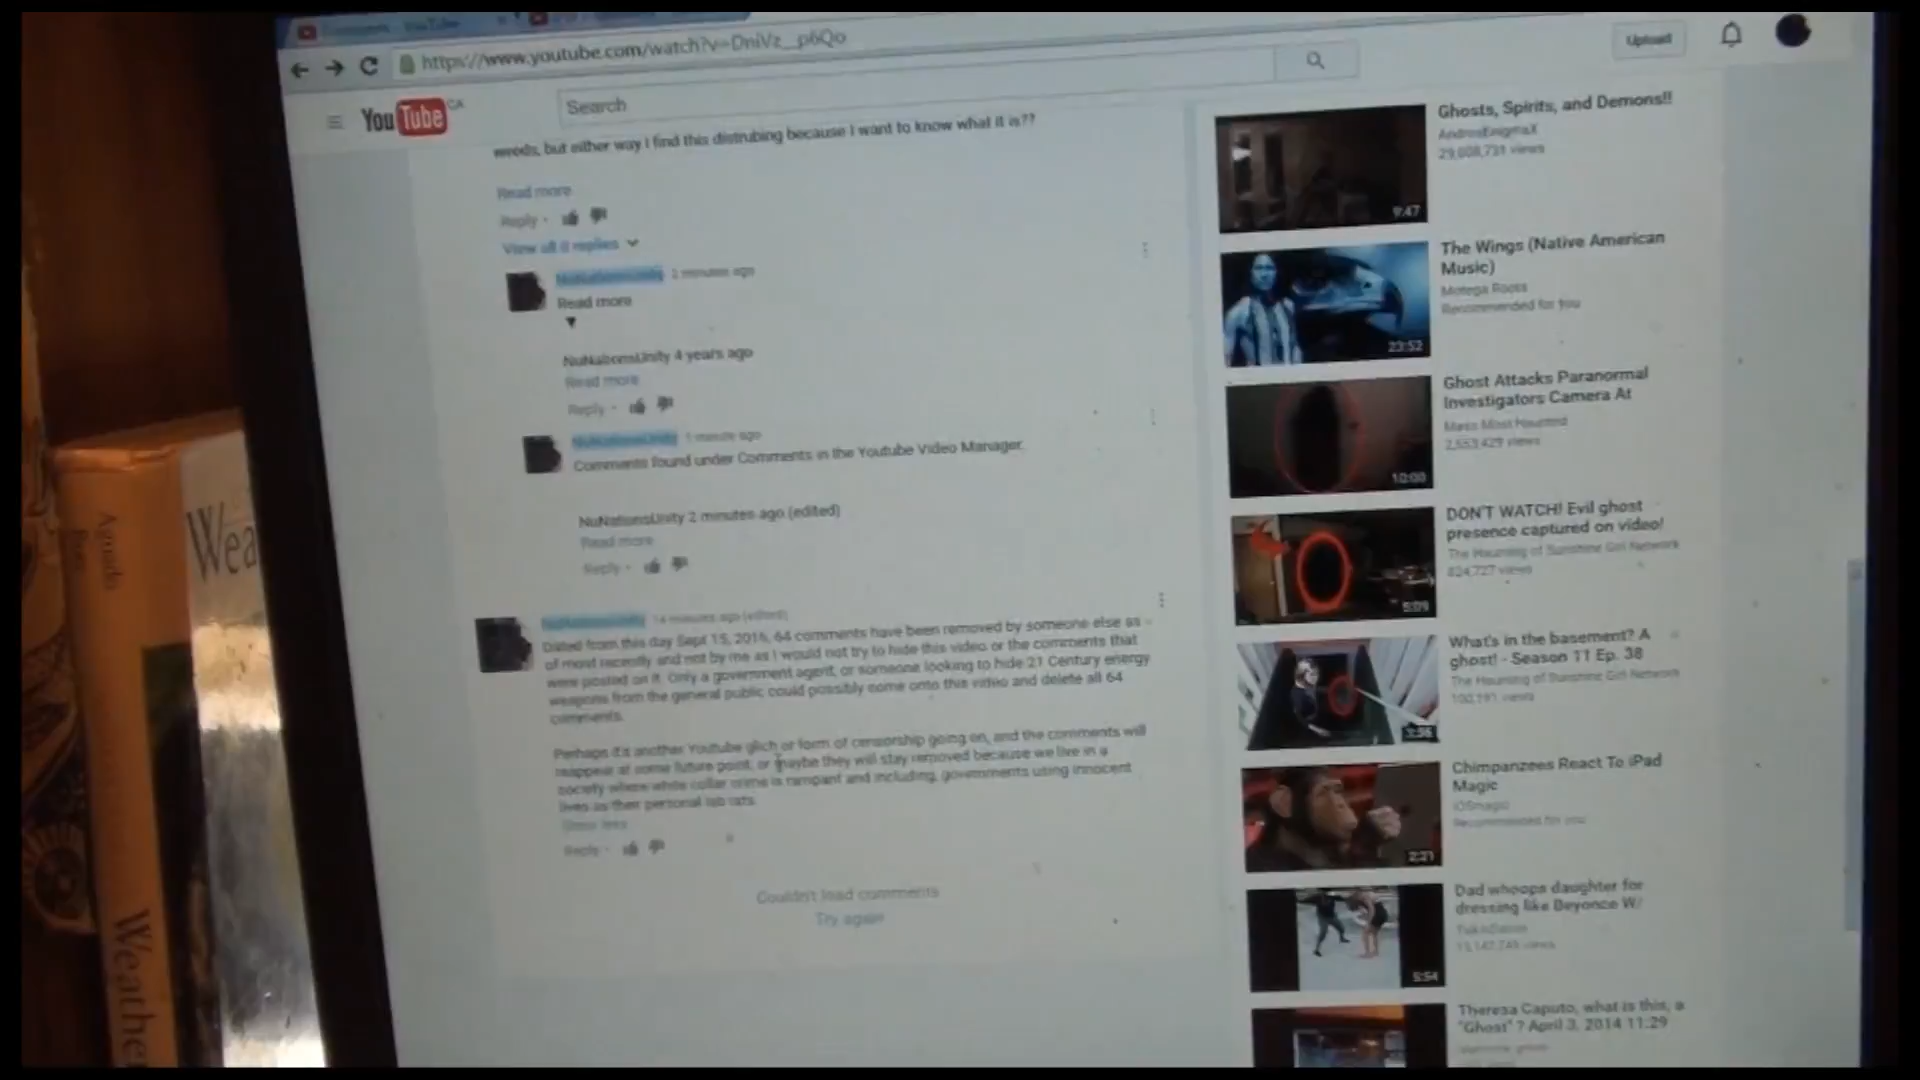 https://www.youtube.com/watch?v=DniVz__p6Qo
Upload
YouTube CA
Search
words, but either way I find this distrubing because I want to know what it is??
Read more
Reply
View all 8 replies
NuNationsUnity 2 minutes ago
Read more
NuNationsUnity 4 years ago
Read more
Reply
NuNationsUnity 1 minute ago
Comments found under Comments in the Youtube Video Manager.
NuNationsUnity 2 minutes ago (edited)
Read more
Reply
NuNationsUnity 14 minutes ago (edited)
Dated from this day Sept 15, 2016, 64 comments have been removed by someone else as
of most recently and not by me as I would not try to hide this video or the comments that
were posted on it. Only a government agent, or someone looking to hide 21 Century energy
weapons from the general public could possibly come onto this video and delete all 64
comments.
Perhaps it's another Youtube glich or form of censorship going on, and the comments will
reappear at some future point, or maybe they will stay removed because we live in a
society where white collar crime is rampant and including, governments using innocent
lives as their personal lab rats.
Show less
Reply
Couldn't load comments
Try again
Ghosts, Spirits, and Demons!!
AndresEnigmaX
29,608,731 views
9:47
The Wings (Native American
Music)
Motega Rooss
Recommended for you
23:52
Ghost Attacks Paranormal
Investigators Camera At
Mass Most Haunted
2,553,429 views
10:00
DON'T WATCH! Evil ghost
presence captured on video!
The Haunting of Sunshine Girl Network
824,727 views
5:09
What's in the basement? A
ghost! - Season 11 Ep. 38
The Haunting of Sunshine Girl Network
100,191 views
Chimpanzees React To iPad
Magic
iOSmagic
Recommended for you
2:21
Dad whoops daughter for
dressing like Beyonce W/
5:54
Theresa Caputo, what is this, a
"Ghost" ? April 3, 2014 11:29
Wea
Weathe